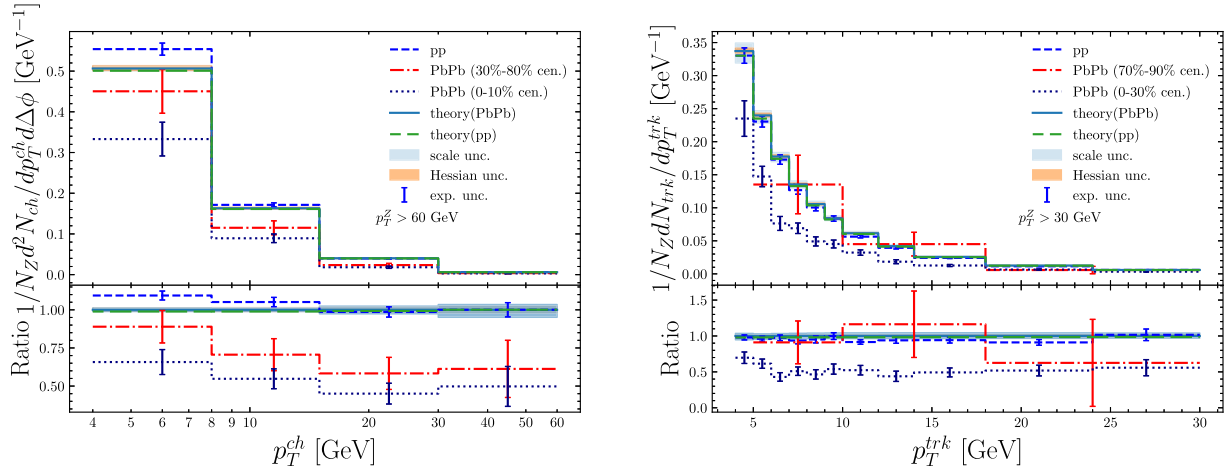 1/N_Z d²N_{ch}/dp_T^{ch}dΔϕ [GeV⁻¹]
0.5
0.4
0.3
0.2
0.1
0.0
pp
PbPb (30%-80% cen.)
PbPb (0-10% cen.)
theory(PbPb)
theory(pp)
scale unc.
Hessian unc.
exp. unc.
p_T^Z > 60 GeV
Ratio
1.00
0.75
0.50
4 6 8 9 10 20 30 40 50 60
p_T^{ch} [GeV]
1/N_Z dN_{trk}/dp_T^{trk} [GeV⁻¹]
0.35
0.30
0.25
0.20
0.15
0.10
0.05
0.00
pp
PbPb (70%-90% cen.)
PbPb (0-30% cen.)
theory(PbPb)
theory(pp)
scale unc.
Hessian unc.
exp. unc.
p_T^Z > 30 GeV
Ratio
1.5
1.0
0.5
0.0
5 10 15 20 25 30
p_T^{trk} [GeV]